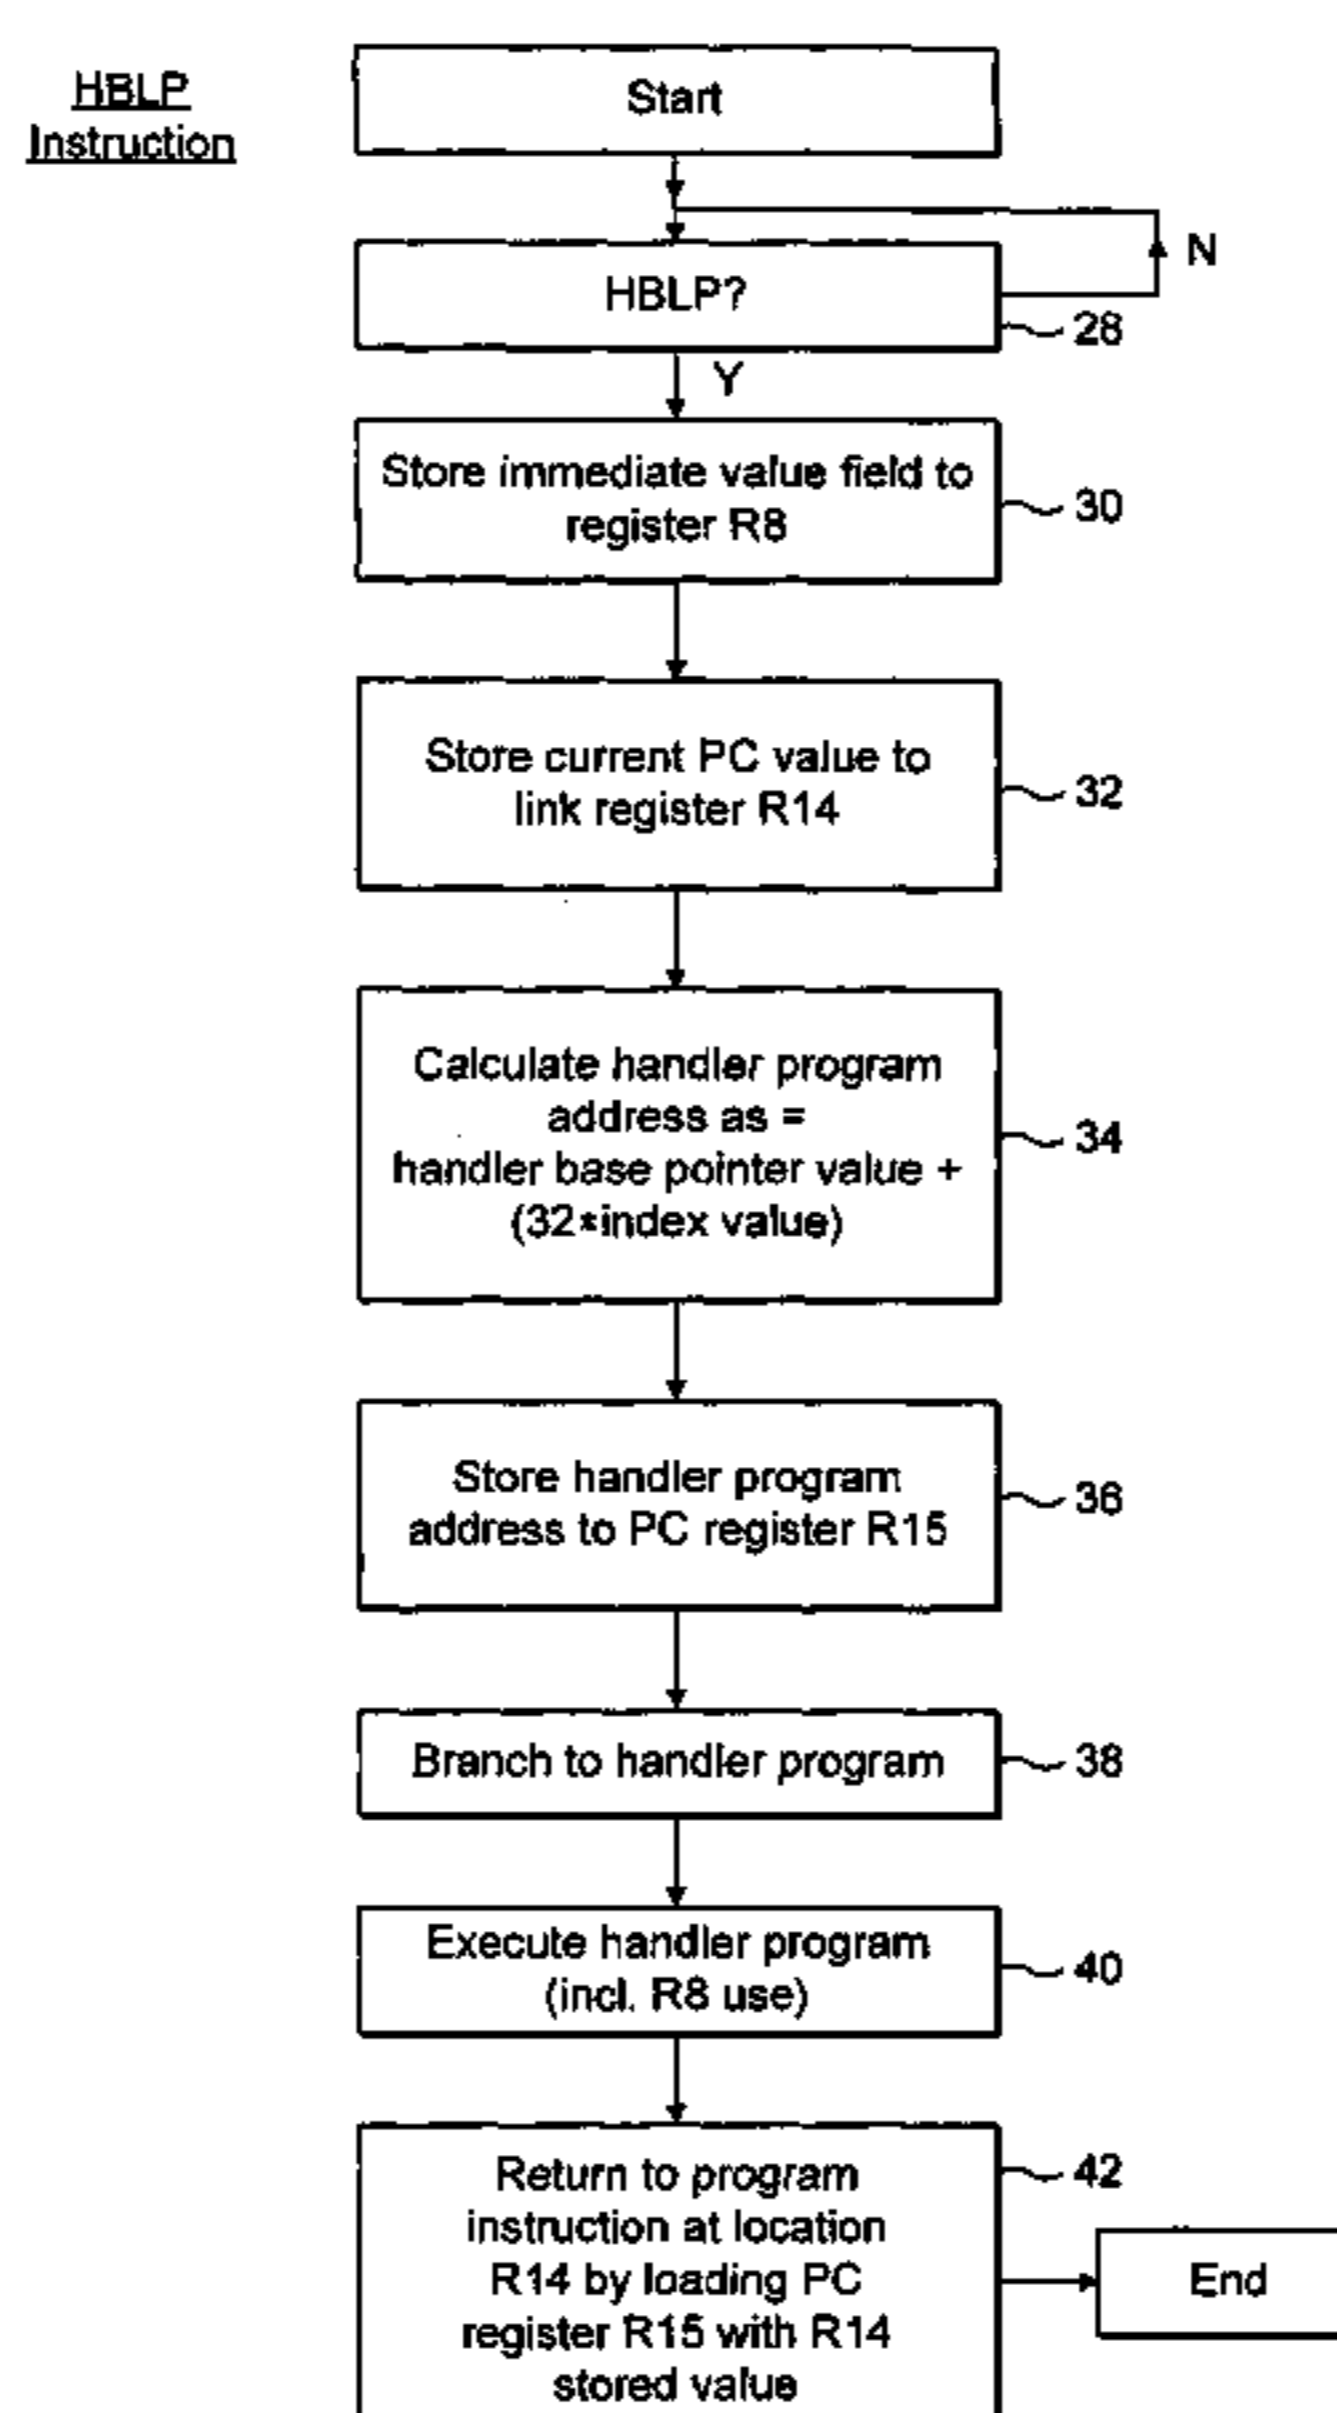 HBLP
Instruction
Start
HBLP?
N
28
Y
Store immediate value field to
register R8
30
Store current PC value to
link register R14
32
Calculate handler program
address as =
handler base pointer value +
(32*index value)
34
Store handler program
address to PC register R15
36
Branch to handler program
38
Execute handler program
(incl. R8 use)
40
Return to program
instruction at location
R14 by loading PC
register R15 with R14
stored value
42
End